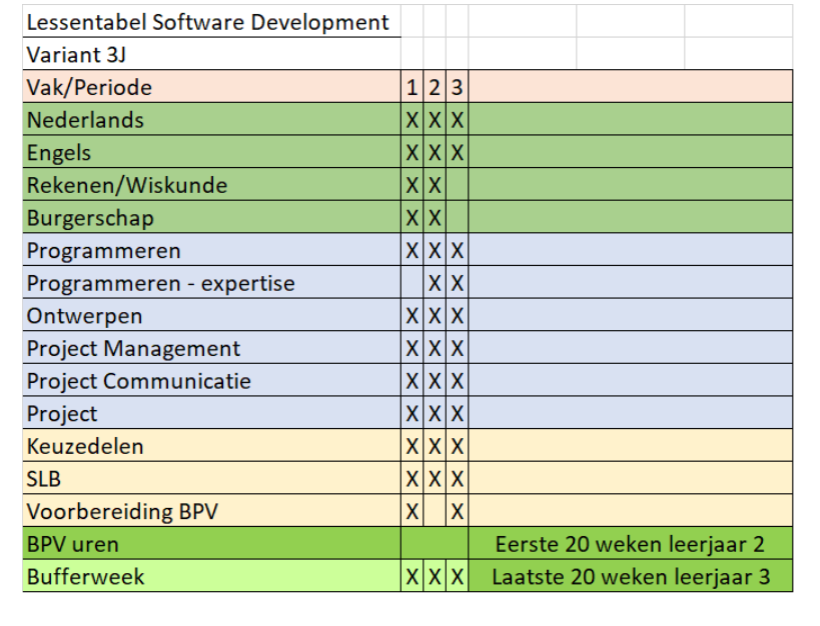 Lessentabel Software Development
Variant 3J
Vak/Periode 1 2 3
Nederlands X X X
Engels X X X
Rekenen/Wiskunde X X
Burgerschap X X
Programmeren X X X
Programmeren - expertise X X
Ontwerpen X X X
Project Management X X X
Project Communicatie X X X
Project X X X
Keuzedelen X X X
SLB X X X
Voorbereiding BPV X X
BPV uren Eerste 20 weken leerjaar 2
Bufferweek X X X Laatste 20 weken leerjaar 3